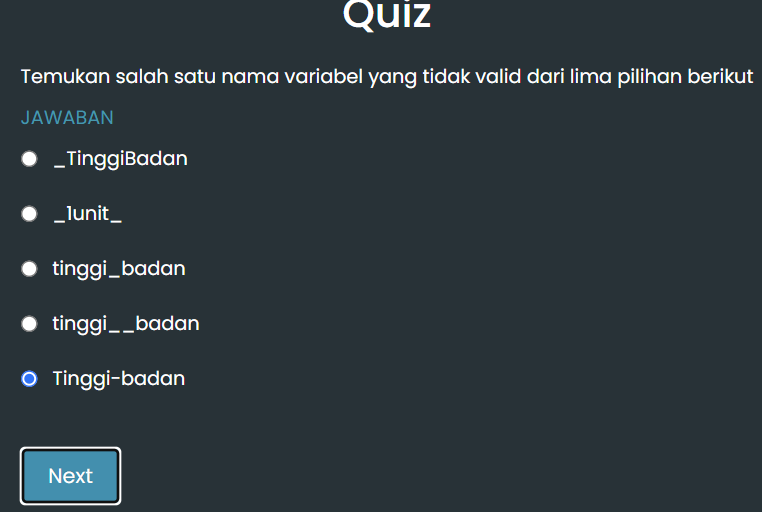 Quiz
Temukan salah satu nama variabel yang tidak valid dari lima pilihan berikut
JAWABAN
_TinggiBadan
_1unit_
tinggi_badan
tinggi__badan
Tinggi-badan
Next